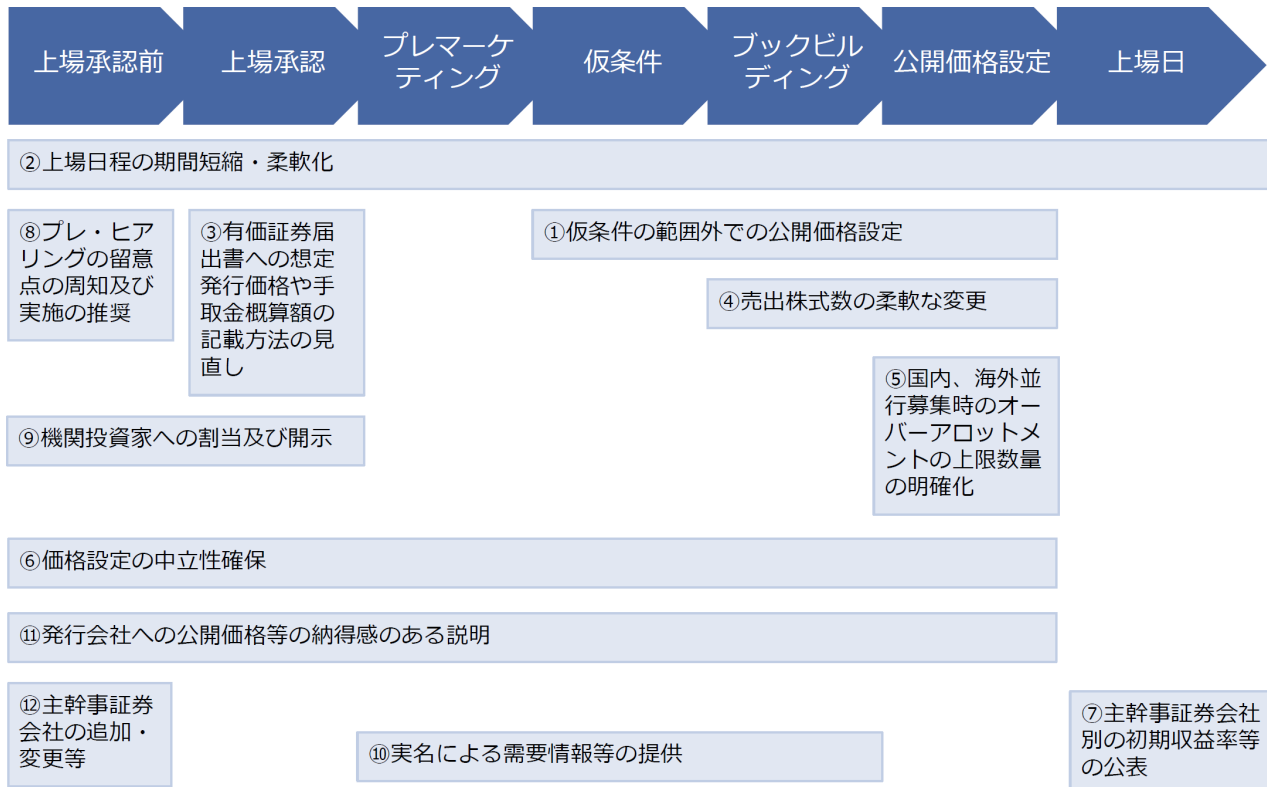 上場承認前
上場承認
プレマーケ
ティング
仮条件
ブックビル
ディング
公開価格設定
上場日
②上場日程の期間短縮・柔軟化
⑧プレ・ヒア
リングの留意
点の周知及び
実施の推奨
③有価証券届
出書への想定
発行価格や手
取金概算額の
記載方法の見
直し
①仮条件の範囲外での公開価格設定
④売出株式数の柔軟な変更
⑤国内、海外並
行募集時のオー
バーアロットメ
ントの上限数量
の明確化
⑨機関投資家への割当及び開示
⑥価格設定の中立性確保
⑪発行会社への公開価格等の納得感のある説明
⑫主幹事証券
会社の追加・
変更等
⑩実名による需要情報等の提供
⑦主幹事証券会社
別の初期収益率等
の公表